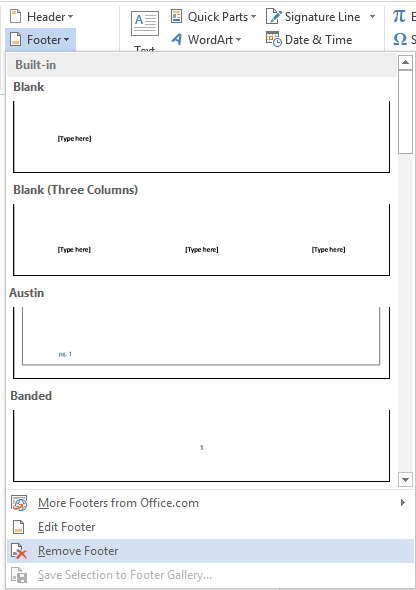 Header Quick Parts Signature Line
Footer WordArt Date & Time
Text
Built-in
Blank
[Type here]
Blank (Three Columns)
[Type here] [Type here] [Type here]
Austin
pg. 1
Banded
1
More Footers from Office.com
Edit Footer
Remove Footer
Save Selection to Footer Gallery...